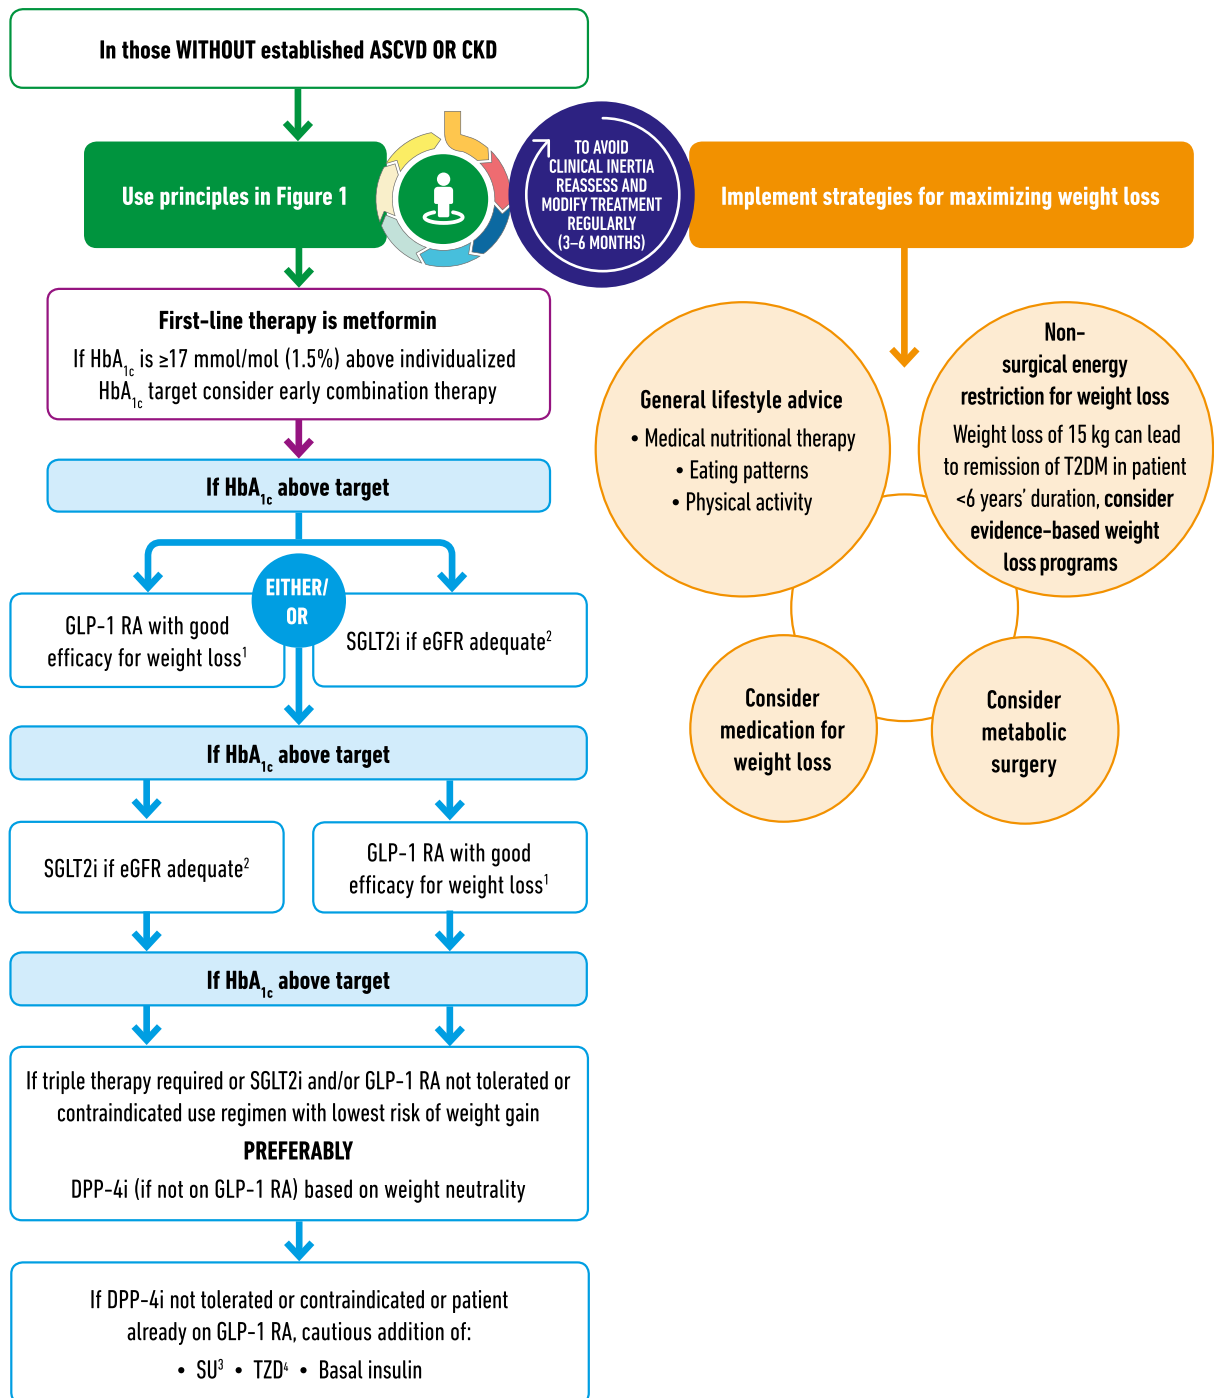 In those WITHOUT established ASCVD OR CKD
Use principles in Figure 1
TO AVOID
CLINICAL INERTIA
REASSESS AND
MODIFY TREATMENT
REGULARLY
(3–6 MONTHS)
Implement strategies for maximizing weight loss
First-line therapy is metformin
If HbA1c is ≥17 mmol/mol (1.5%) above individualized
HbA1c target consider early combination therapy
If HbA1c above target
EITHER/
OR
GLP-1 RA with good
efficacy for weight loss¹
SGLT2i if eGFR adequate²
If HbA1c above target
SGLT2i if eGFR adequate²
GLP-1 RA with good
efficacy for weight loss¹
If HbA1c above target
If triple therapy required or SGLT2i and/or GLP-1 RA not tolerated or
contraindicated use regimen with lowest risk of weight gain
PREFERABLY
DPP-4i (if not on GLP-1 RA) based on weight neutrality
If DPP-4i not tolerated or contraindicated or patient
already on GLP-1 RA, cautious addition of:
• SU³ • TZD⁴ • Basal insulin
General lifestyle advice
• Medical nutritional therapy
• Eating patterns
• Physical activity
Non-
surgical energy
restriction for weight loss
Weight loss of 15 kg can lead
to remission of T2DM in patient
<6 years’ duration, consider
evidence-based weight
loss programs
Consider
medication for
weight loss
Consider
metabolic
surgery